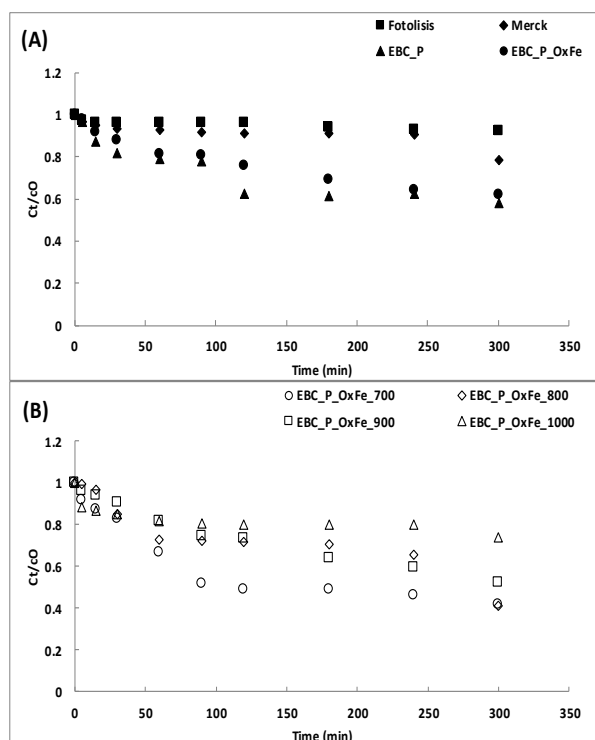 (A)
Fotolisis Merck
EBC_P EBC_P_OxFe
1.2
1
0.8
0.6
0.4
0.2
0
Ct/cO
0 50 100 150 200 250 300 350
Time (min)
(B)
EBC_P_OxFe_700 EBC_P_OxFe_800
EBC_P_OxFe_900 EBC_P_OxFe_1000
1.2
1
0.8
0.6
0.4
0.2
0
Ct/cO
0 50 100 150 200 250 300 350
Time (min)